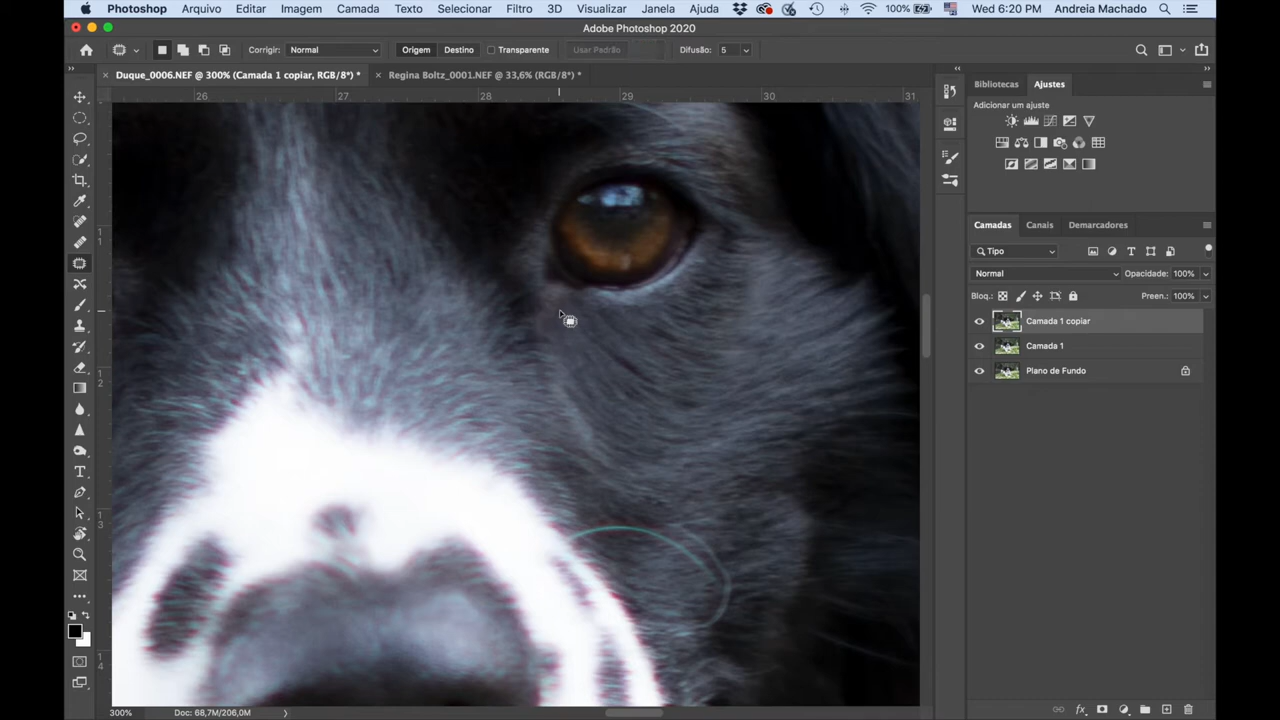 Photoshop Arquivo Editar Imagem Camada Texto Selecionar Filtro 3D Visualizar Janela Ajuda 100% Wed 6:20 PM Andreia Machado
Adobe Photoshop 2020
Corrigir: Normal Origem Destino Transparente Usar Padrão Difusão: 5
× Duque_0006.NEF @ 300% (Camada 1 copiar, RGB/8*) * × Regina Boltz_0001.NEF @ 33,6% (RGB/8*) *
26 27 28 29 30 31
11
12
13
14
Bibliotecas Ajustes
Adicionar um ajuste
Camadas Canais Demarcadores
Tipo
Normal Opacidade: 100%
Bloq.: Preen.: 100%
Camada 1 copiar
Camada 1
Plano de Fundo
300% Doc: 68,7M/206,0M